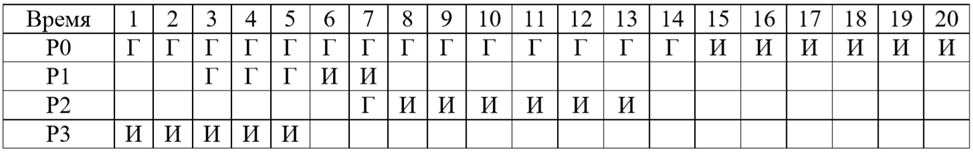 Время 1 2 3 4 5 6 7 8 9 10 11 12 13 14 15 16 17 18 19 20
P0 Г Г Г Г Г Г Г Г Г Г Г Г Г Г И И И И И И
P1 Г Г Г И И
P2 Г И И И И И И
P3 И И И И И